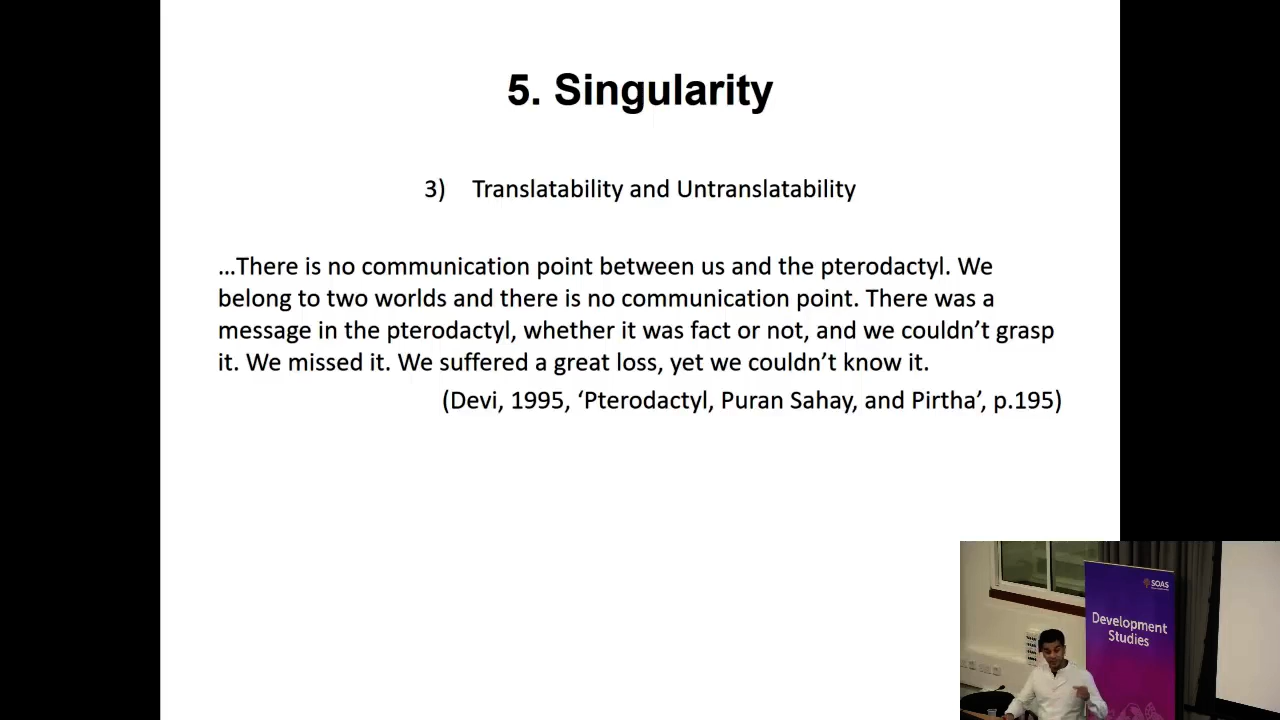 5. Singularity
3) Translatability and Untranslatability
…There is no communication point between us and the pterodactyl. We
belong to two worlds and there is no communication point. There was a
message in the pterodactyl, whether it was fact or not, and we couldn’t grasp
it. We missed it. We suffered a great loss, yet we couldn’t know it.
(Devi, 1995, ‘Pterodactyl, Puran Sahay, and Pirtha’, p.195)
SOAS
Development
Studies